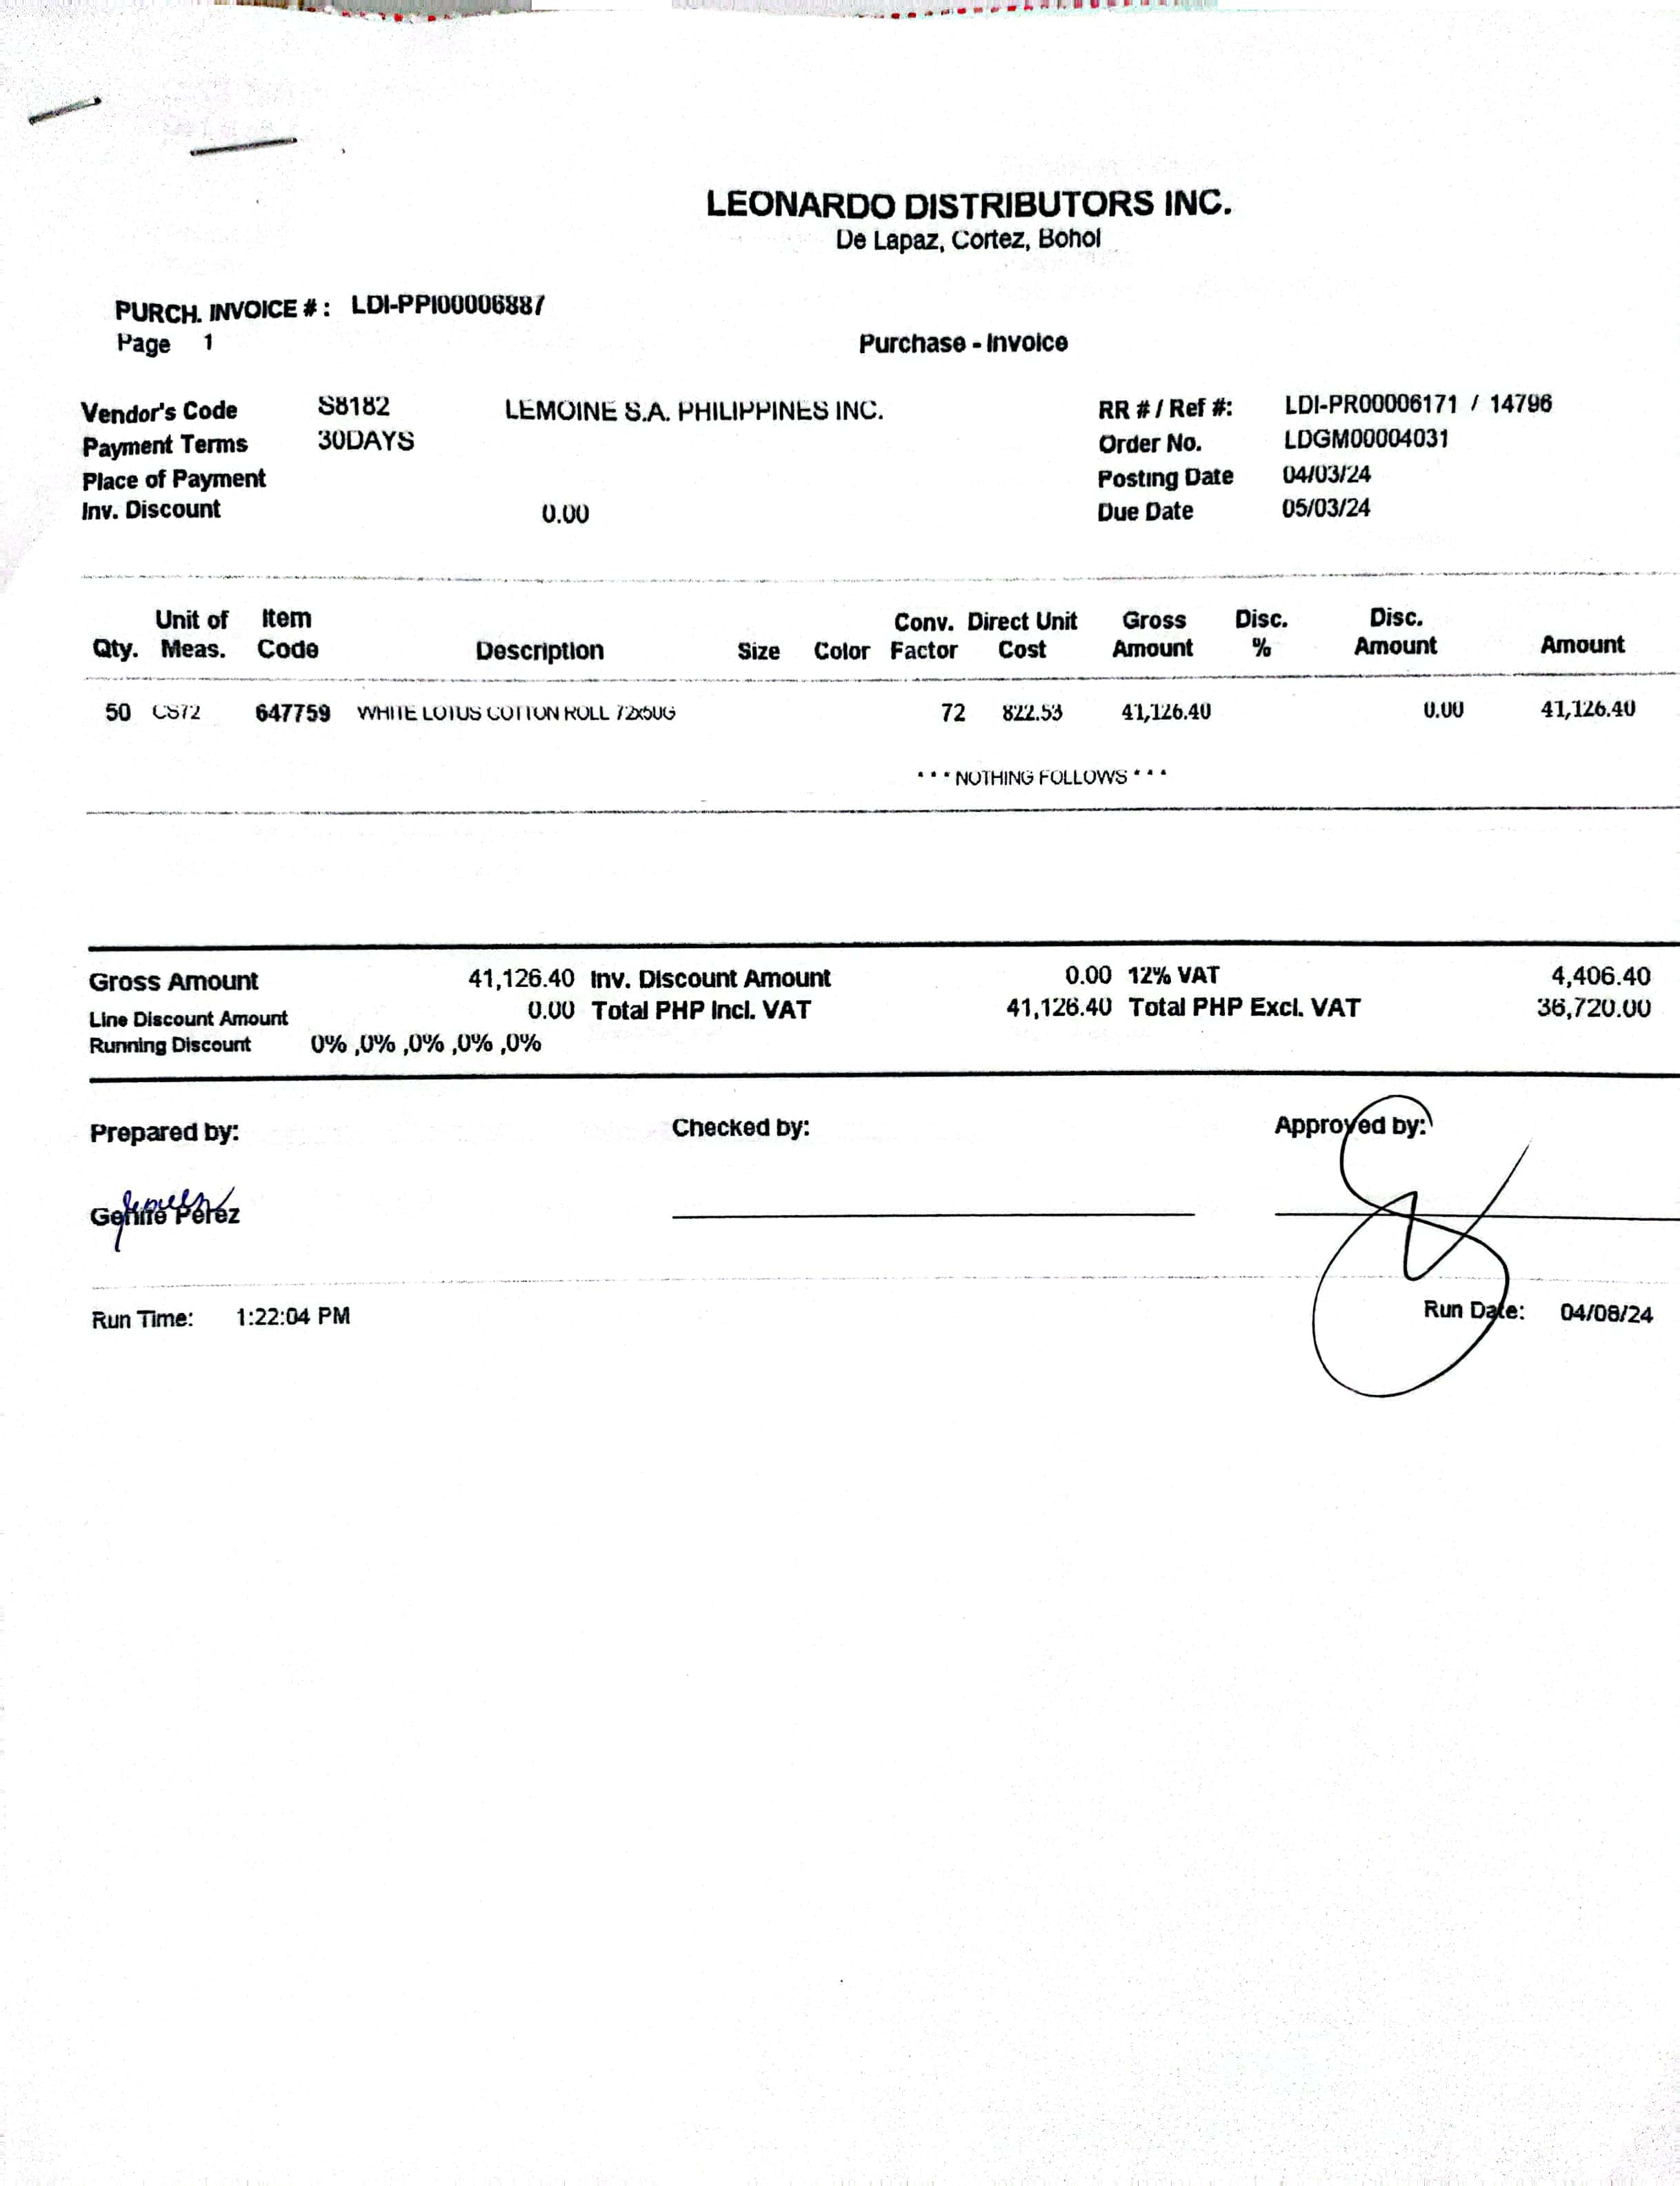 LEONARDO DISTRIBUTORS INC.
De Lapaz, Cortez, Bohol
PURCH. INVOICE # : LDI-PPI00006887
Page 1
Purchase - Invoice
Vendor's Code S8182 LEMOINE S.A. PHILIPPINES INC. RR # / Ref #: LDI-PR00006171 / 14796
Payment Terms 30DAYS Order No. LDGM00004031
Place of Payment Posting Date 04/03/24
Inv. Discount 0.00 Due Date 05/03/24
Qty. Unit of Meas. Item Code Description Size Color Conv. Factor Direct Unit Cost Gross Amount Disc. % Disc. Amount Amount
50 CS72 647759 WHITE LOTUS COTTON ROLL 72x50G 72 822.53 41,126.40 0.00 41,126.40
* * * NOTHING FOLLOWS * * *
Gross Amount 41,126.40 Inv. Discount Amount 0.00 12% VAT 4,406.40
Line Discount Amount 0.00 Total PHP Incl. VAT 41,126.40 Total PHP Excl. VAT 36,720.00
Running Discount 0% ,0% ,0% ,0% ,0%
Prepared by: Checked by: Approved by:
Perez
Run Time: 1:22:04 PM Run Date: 04/08/24